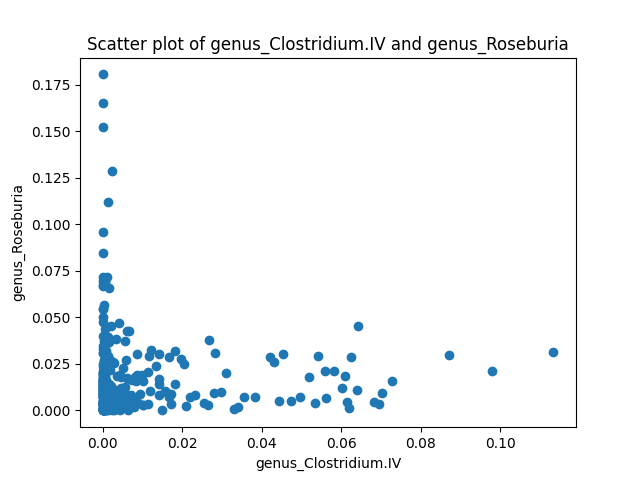 Scatter plot of genus_Clostridium.IV and genus_Roseburia
0.175
0.150
0.125
0.100
0.075
0.050
0.025
0.000
genus_Roseburia
0.00 0.02 0.04 0.06 0.08 0.10
genus_Clostridium.IV